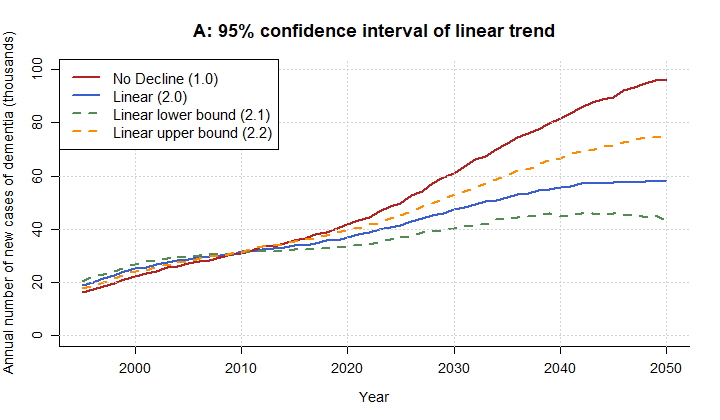 A: 95% confidence interval of linear trend
Annual number of new cases of dementia (thousands)
100
80
60
40
20
0
No Decline (1.0)
Linear (2.0)
Linear lower bound (2.1)
Linear upper bound (2.2)
2000 2010 2020 2030 2040 2050
Year